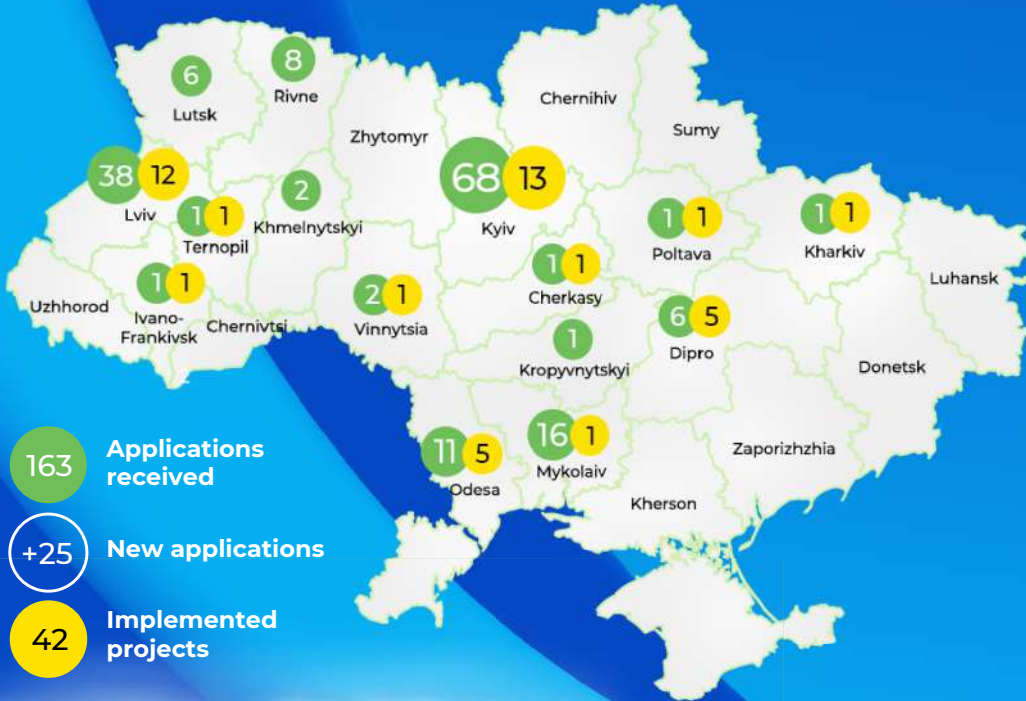 6
Lutsk
8
Rivne
Zhytomyr
Chernihiv
Sumy
38 12
Lviv
1 1
Ternopil
2
Khmelnytskyi
68 13
Kyiv
1 1
Poltava
1 1
Kharkiv
Luhansk
Uzhhorod
1 1
Ivano-
Frankivsk
Chernivtsi
2 1
Vinnytsia
1 1
Cherkasy
1
Kropyvnytskyi
6 5
Dipro
Donetsk
11 5
Odesa
16 1
Mykolaiv
Kherson
Zaporizhzhia
163
Applications
received
+25
New applications
42
Implemented
projects